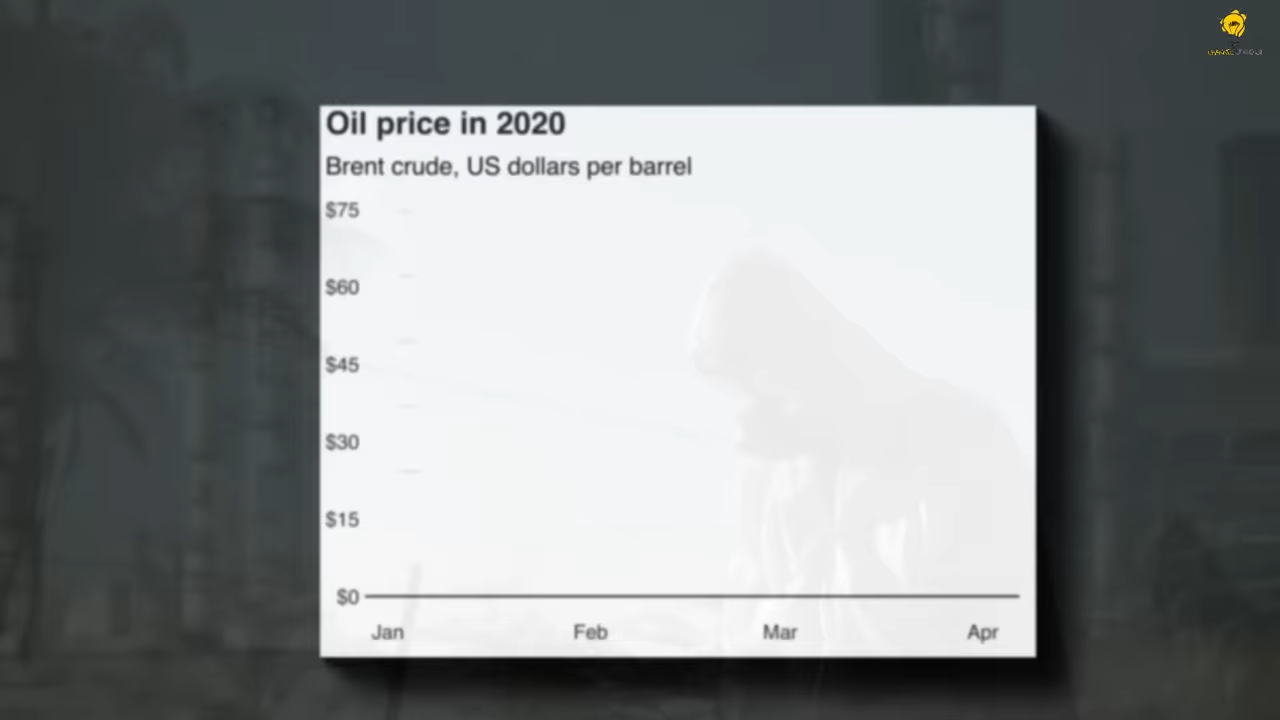 Oil price in 2020
Brent crude, US dollars per barrel
$75
$60
$45
$30
$15
$0
Jan Feb Mar Apr